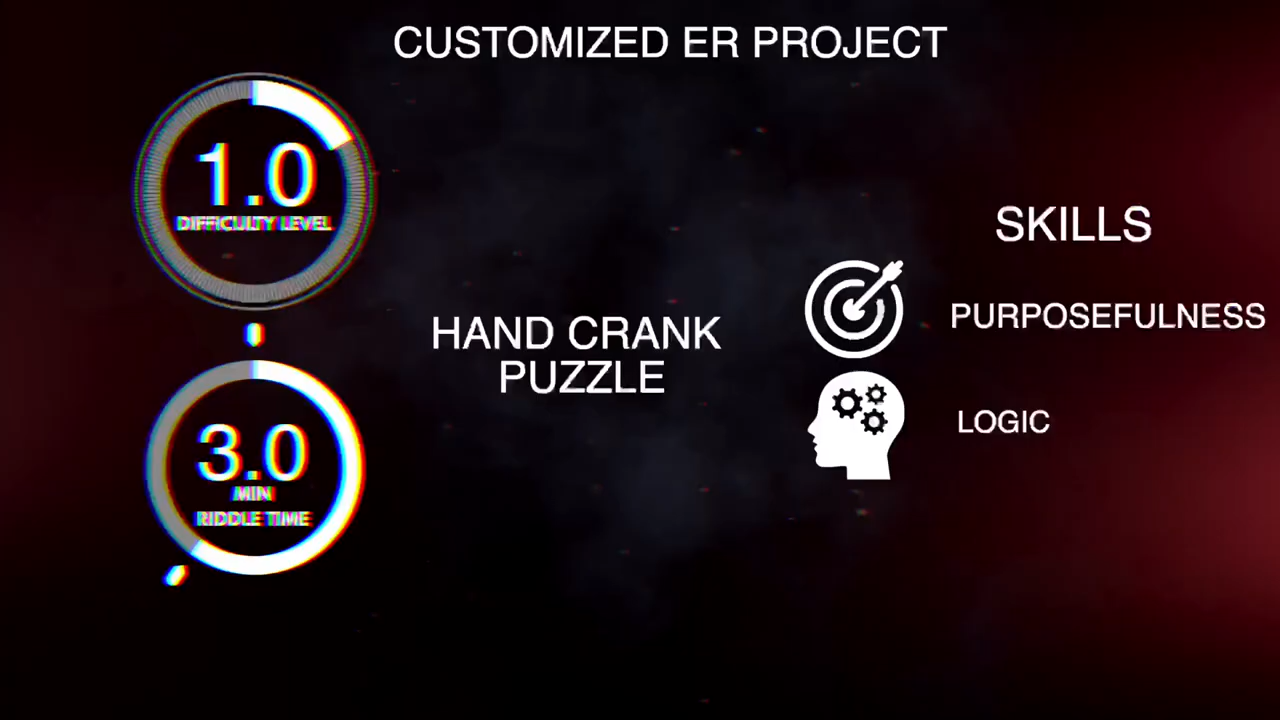 CUSTOMIZED ER PROJECT
1.0
DIFFICULTY LEVEL
3.0
MIN
RIDDLE TIME
HAND CRANK
PUZZLE
SKILLS
PURPOSEFULNESS
LOGIC